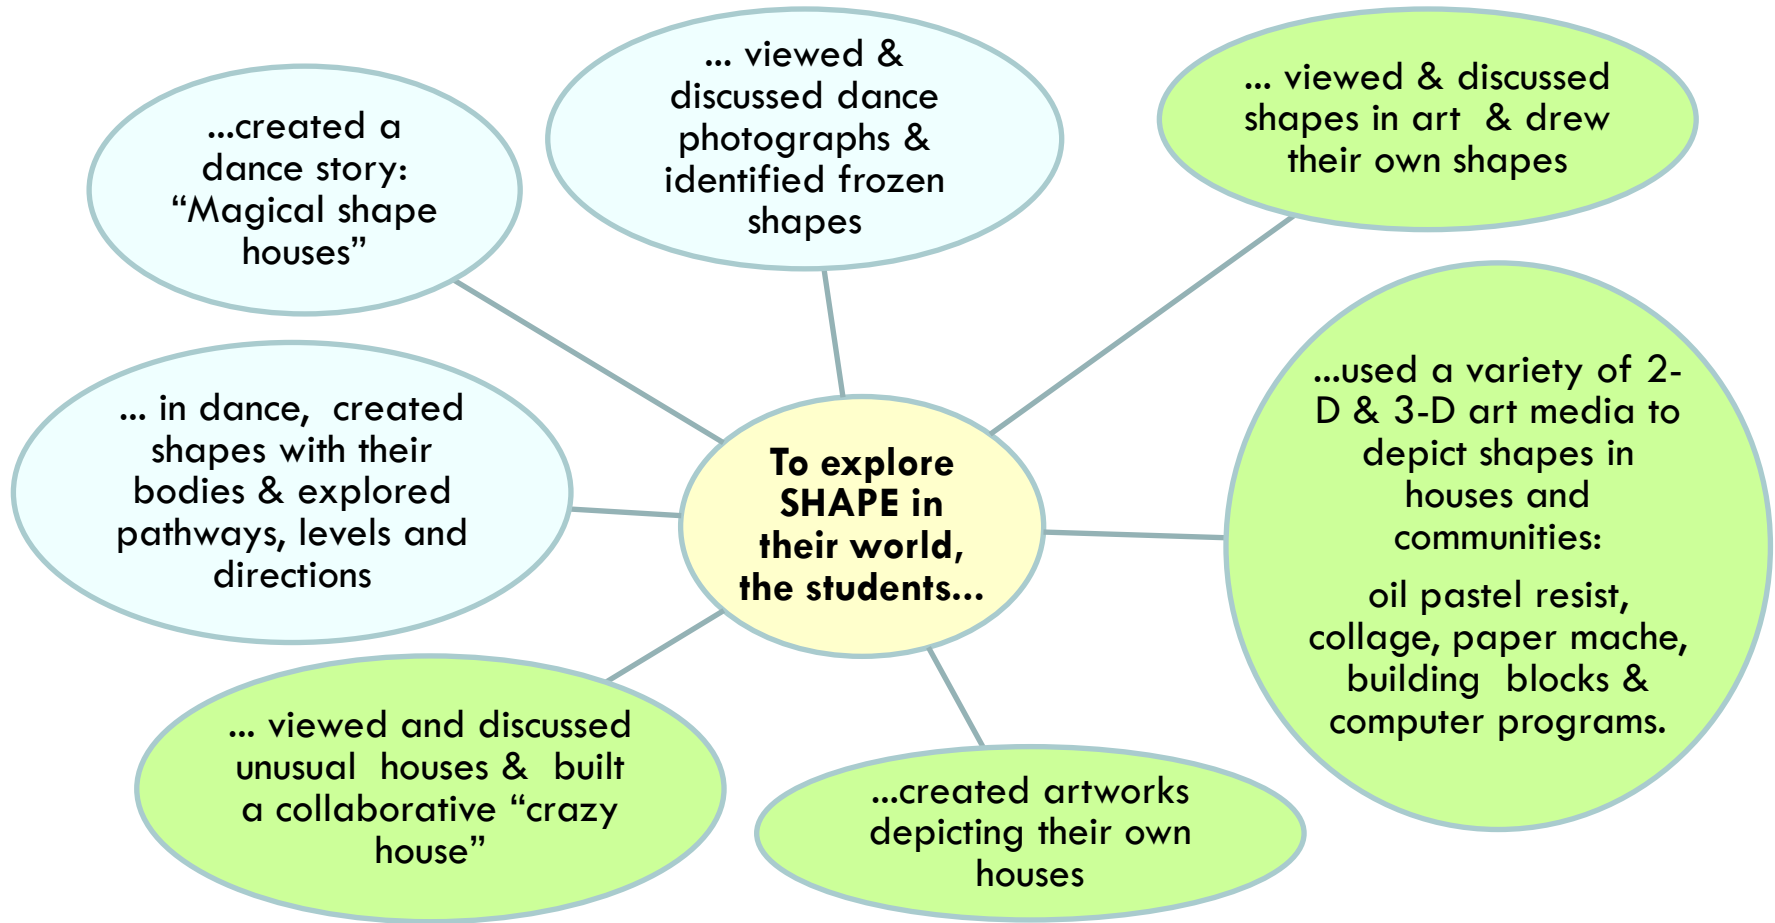 ...created a
dance story:
“Magical shape
houses”
... viewed &
discussed dance
photographs &
identified frozen
shapes
... viewed & discussed
shapes in art & drew
their own shapes
... in dance, created
shapes with their
bodies & explored
pathways, levels and
directions
To explore
SHAPE in
their world,
the students...
...used a variety of 2-
D & 3-D art media to
depict shapes in
houses and
communities:
oil pastel resist,
collage, paper mache,
building blocks &
computer programs.
... viewed and discussed
unusual houses & built
a collaborative “crazy
house”
...created artworks
depicting their own
houses